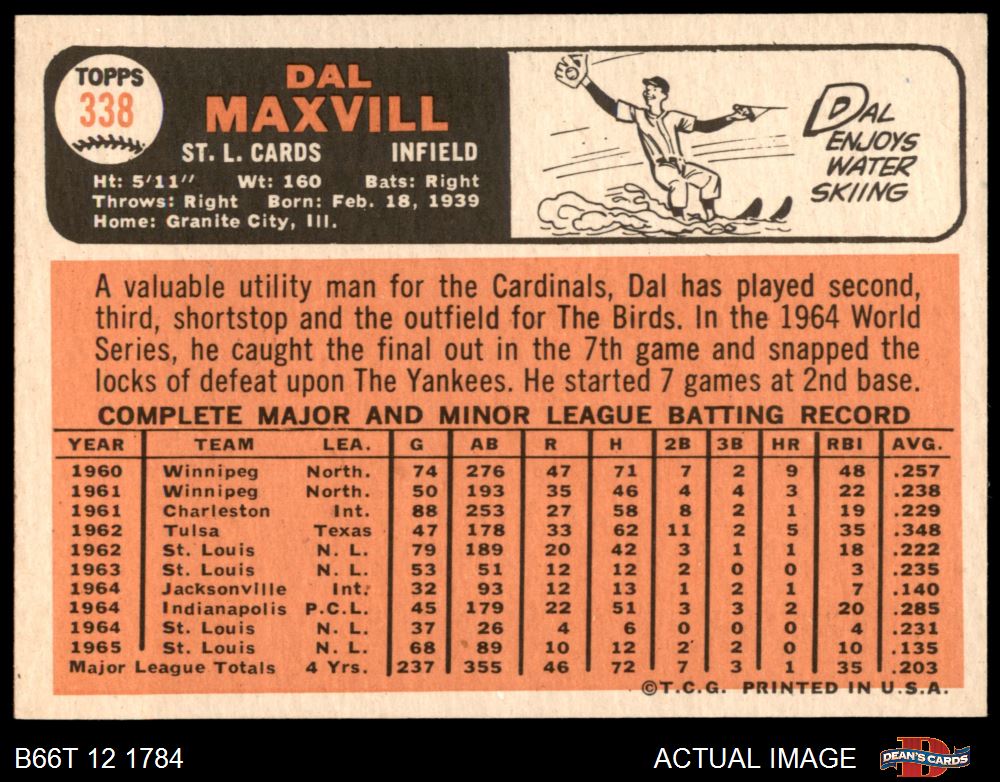 TOPPS
338
DAL
MAXVILL
ST. L. CARDS INFIELD
Ht: 5'11" Wt: 160 Bats: Right
Throws: Right Born: Feb. 18, 1939
Home: Granite City, Ill.
DAL
ENJOYS
WATER
SKIING
A valuable utility man for the Cardinals, Dal has played second,
third, shortstop and the outfield for The Birds. In the 1964 World
Series, he caught the final out in the 7th game and snapped the
locks of defeat upon The Yankees. He started 7 games at 2nd base.
COMPLETE MAJOR AND MINOR LEAGUE BATTING RECORD
YEAR TEAM LEA. G AB R H 2B 3B HR RBI AVG.
1960 Winnipeg North. 74 276 47 71 7 2 9 48 .257
1961 Winnipeg North. 50 193 35 46 4 4 3 22 .238
1961 Charleston Int. 88 253 27 58 8 2 1 19 .229
1962 Tulsa Texas 47 178 33 62 11 2 5 35 .348
1962 St. Louis N. L. 79 189 20 42 3 1 1 18 .222
1963 St. Louis N. L. 53 51 12 12 2 0 0 3 .235
1964 Jacksonville Int. 32 93 12 13 1 2 1 7 .140
1964 Indianapolis P.C.L. 45 179 22 51 3 3 2 20 .285
1964 St. Louis N. L. 37 26 4 6 0 0 0 4 .231
1965 St. Louis N. L. 68 89 10 12 2 2 0 10 .135
Major League Totals 4 Yrs. 237 355 46 72 7 3 1 35 .203
©T.C.G. PRINTED IN U.S.A.
B66T 12 1784 ACTUAL IMAGE DEAN'S CARDS